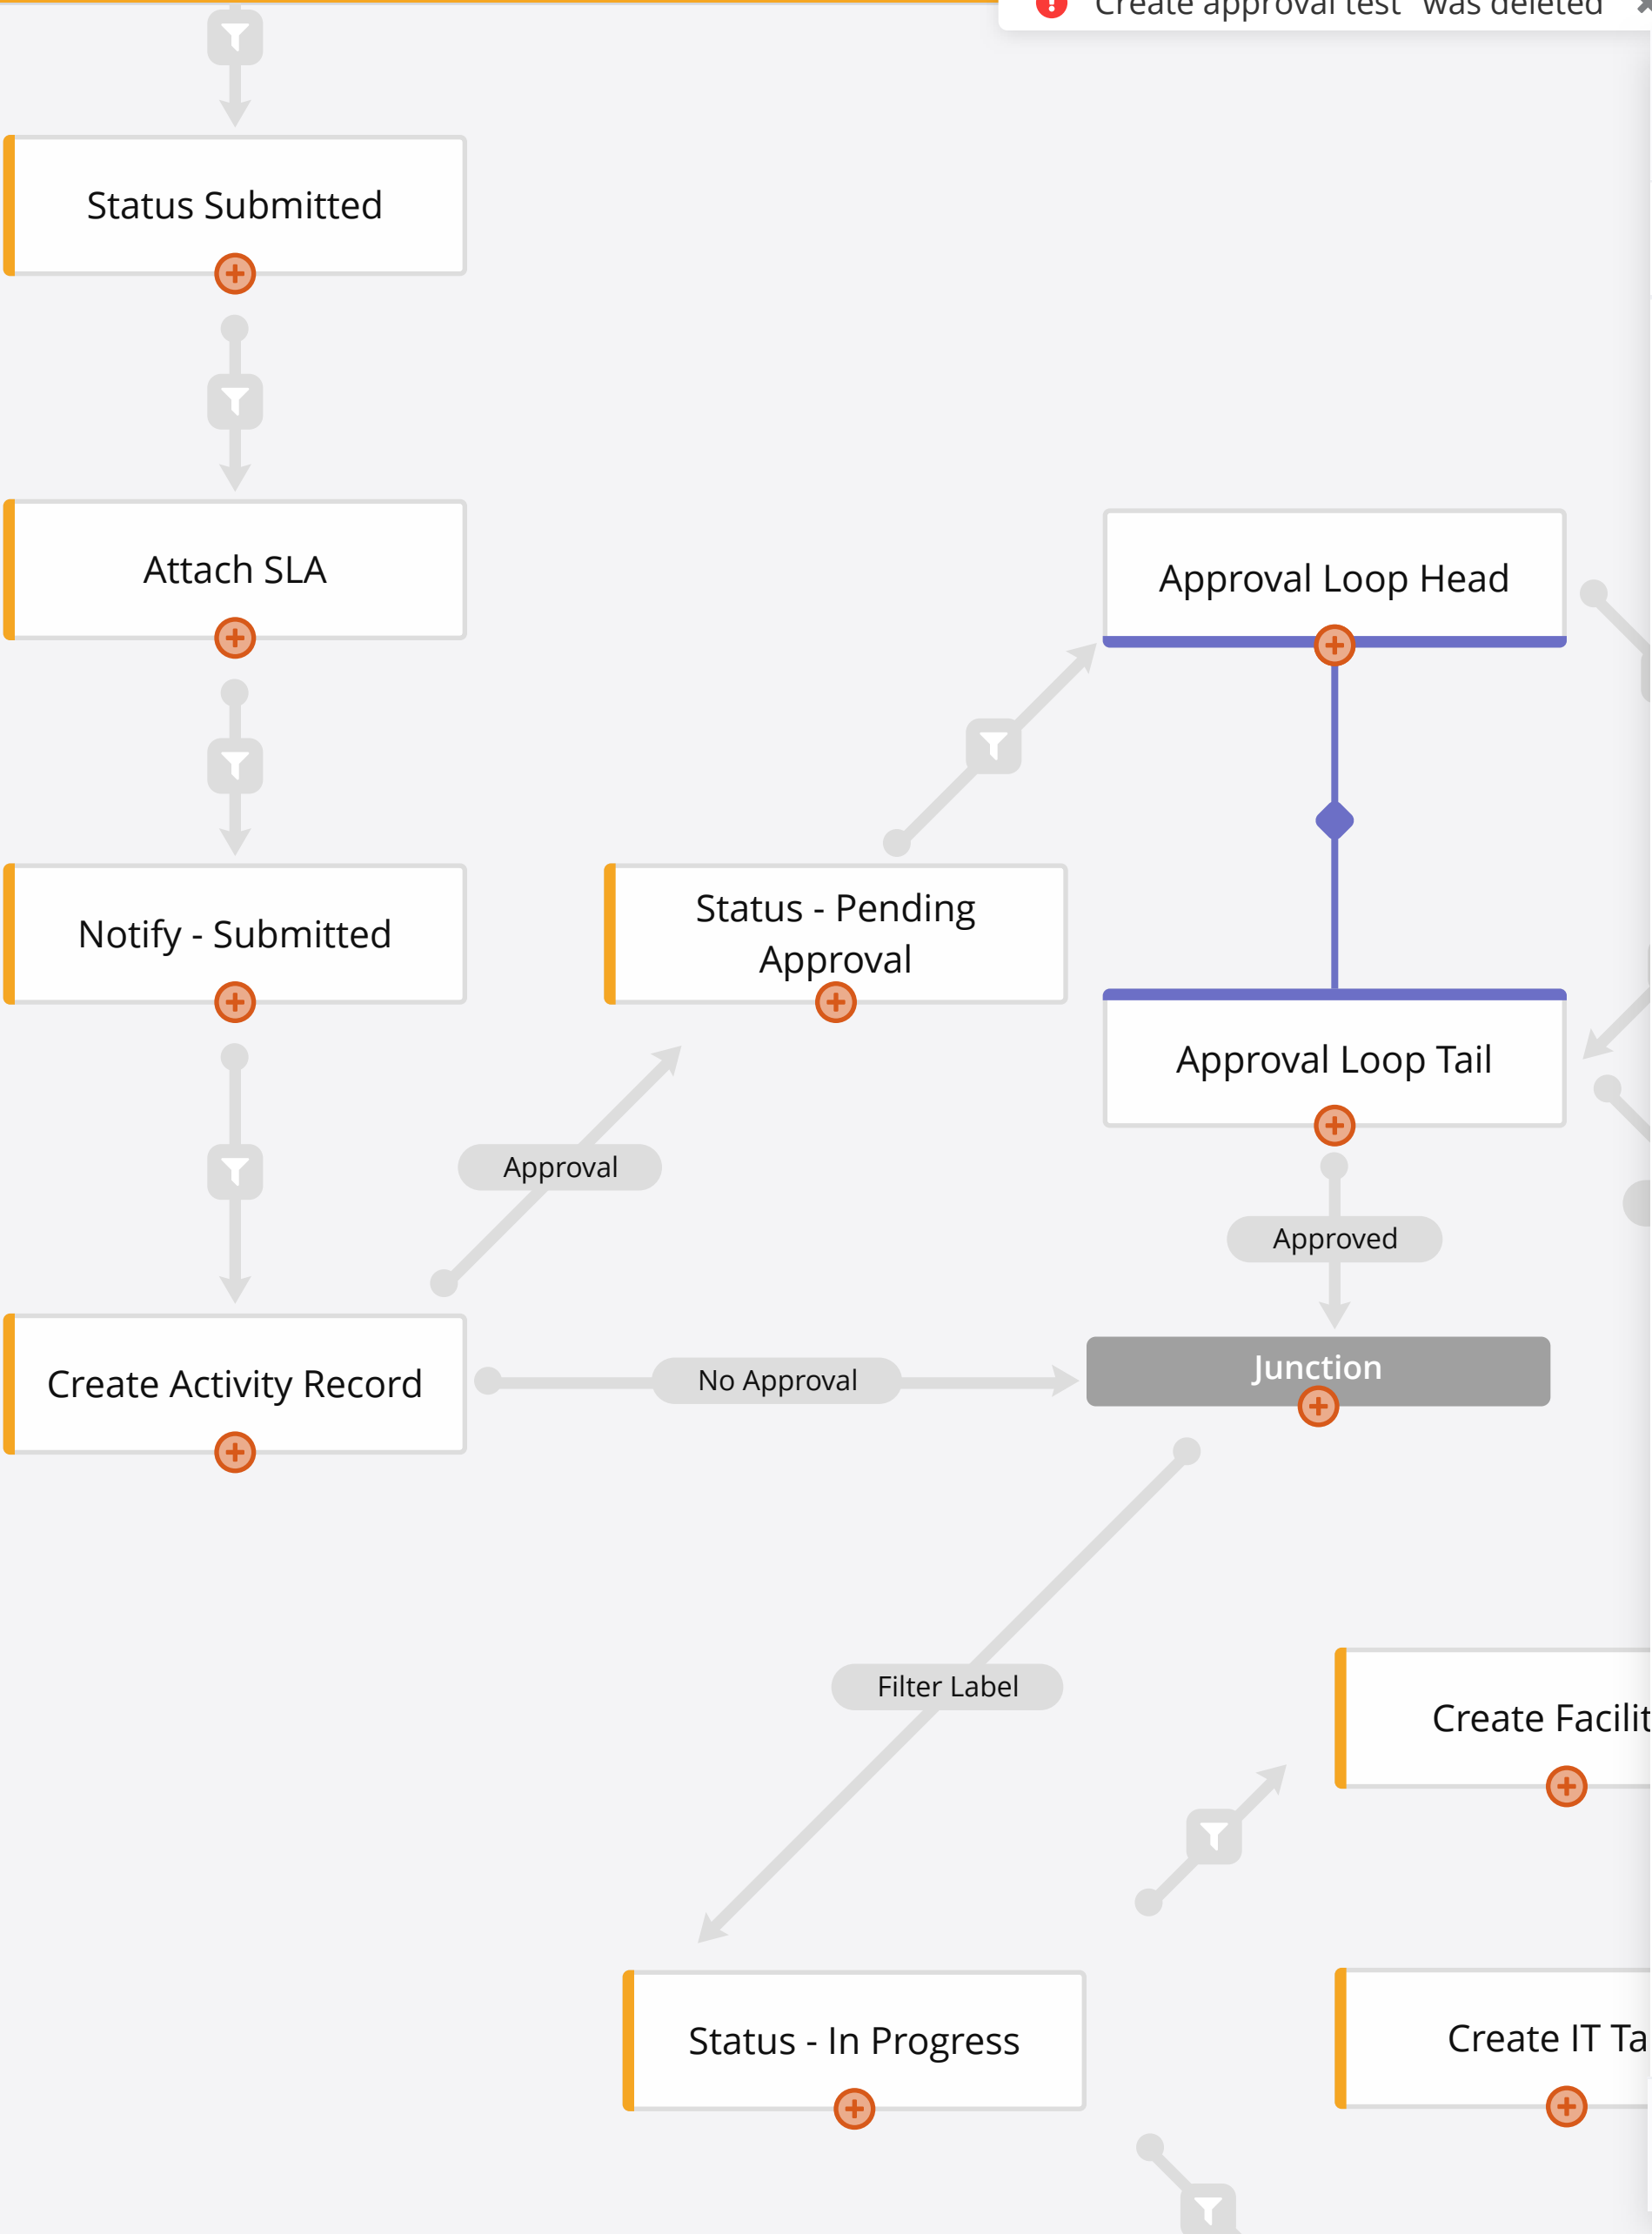 Create approval test" was deleted
Status Submitted
Attach SLA
Approval Loop Head
Notify - Submitted
Status - Pending
Approval
Approval Loop Tail
Approval
Approved
Create Activity Record
No Approval
Junction
Filter Label
Create Facilit
Status - In Progress
Create IT Ta